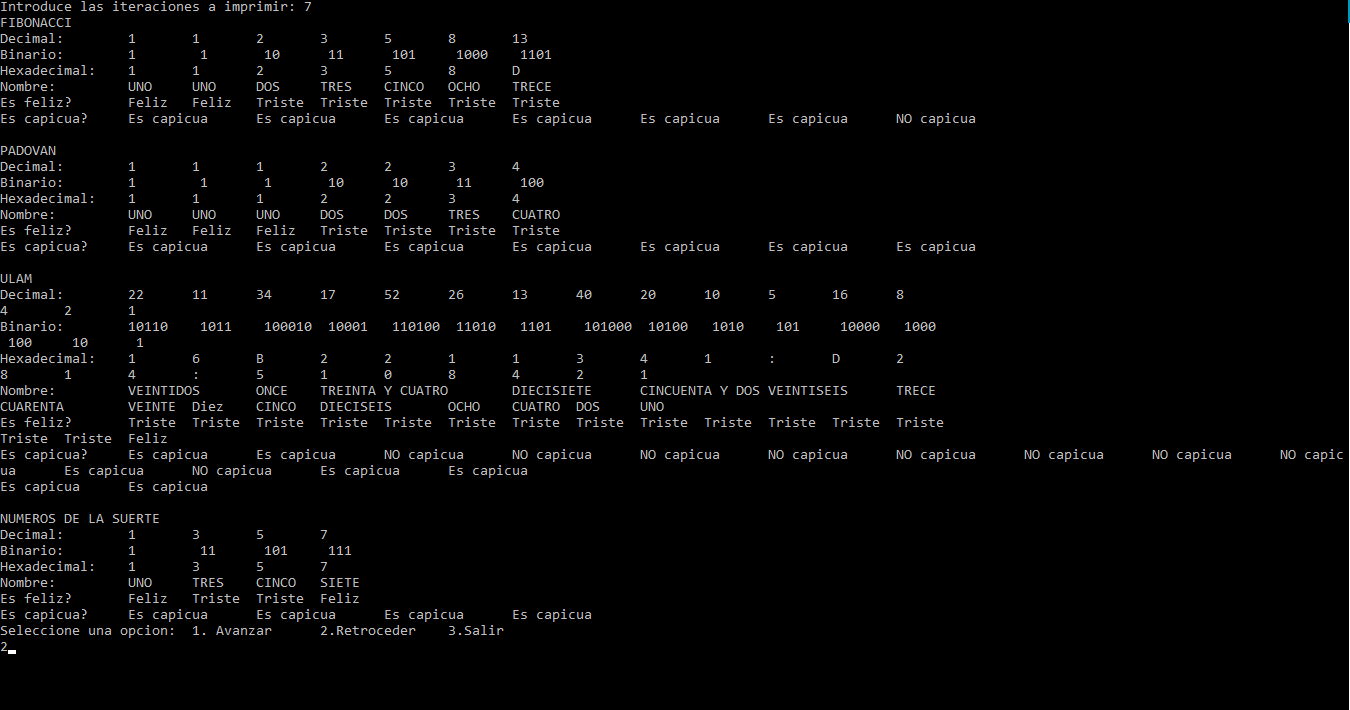 Introduce las iteraciones a imprimir: 7
FIBONACCI
Decimal:        1       1       2       3       5       8       13
Binario:        1        1       10      11      101     1000    1101
Hexadecimal:    1       1       2       3       5       8       D
Nombre:         UNO     UNO     DOS     TRES    CINCO   OCHO    TRECE
Es feliz?       Feliz   Feliz   Triste  Triste  Triste  Triste  Triste
Es capicua?     Es capicua      Es capicua      Es capicua      Es capicua      Es capicua      Es capicua      NO capicua

PADOVAN
Decimal:        1       1       1       2       2       3       4
Binario:        1        1       1       10      10      11      100
Hexadecimal:    1       1       1       2       2       3       4
Nombre:         UNO     UNO     UNO     DOS     DOS     TRES    CUATRO
Es feliz?       Feliz   Feliz   Feliz   Triste  Triste  Triste  Triste
Es capicua?     Es capicua      Es capicua      Es capicua      Es capicua      Es capicua      Es capicua      Es capicua

ULAM
Decimal:        22      11      34      17      52      26      13      40      20      10      5       16      8
4       2       1
Binario:        10110    1011    100010  10001   110100  11010   1101    101000  10100   1010    101     10000   1000
 100     10      1
Hexadecimal:    1       6       B       2       2       1       1       3       4       1       :       D       2
8       1       4       :       5       1       0       8       4       2       1
Nombre:         VEINTIDOS       ONCE    TREINTA Y CUATRO        DIECISIETE      CINCUENTA Y DOS VEINTISEIS      TRECE
CUARENTA        VEINTE  Diez    CINCO   DIECISEIS       OCHO    CUATRO  DOS     UNO
Es feliz?       Triste  Triste  Triste  Triste  Triste  Triste  Triste  Triste  Triste  Triste  Triste  Triste  Triste
Triste  Triste  Feliz
Es capicua?     Es capicua      Es capicua      NO capicua      NO capicua      NO capicua      NO capicua      NO capicua      NO capicua      NO capicua      NO capic
ua      Es capicua      NO capicua      Es capicua      Es capicua
Es capicua      Es capicua

NUMEROS DE LA SUERTE
Decimal:        1       3       5       7
Binario:        1        11      101     111
Hexadecimal:    1       3       5       7
Nombre:         UNO     TRES    CINCO   SIETE
Es feliz?       Feliz   Triste  Triste  Feliz
Es capicua?     Es capicua      Es capicua      Es capicua      Es capicua
Seleccione una opcion:  1. Avanzar      2.Retroceder    3.Salir
2